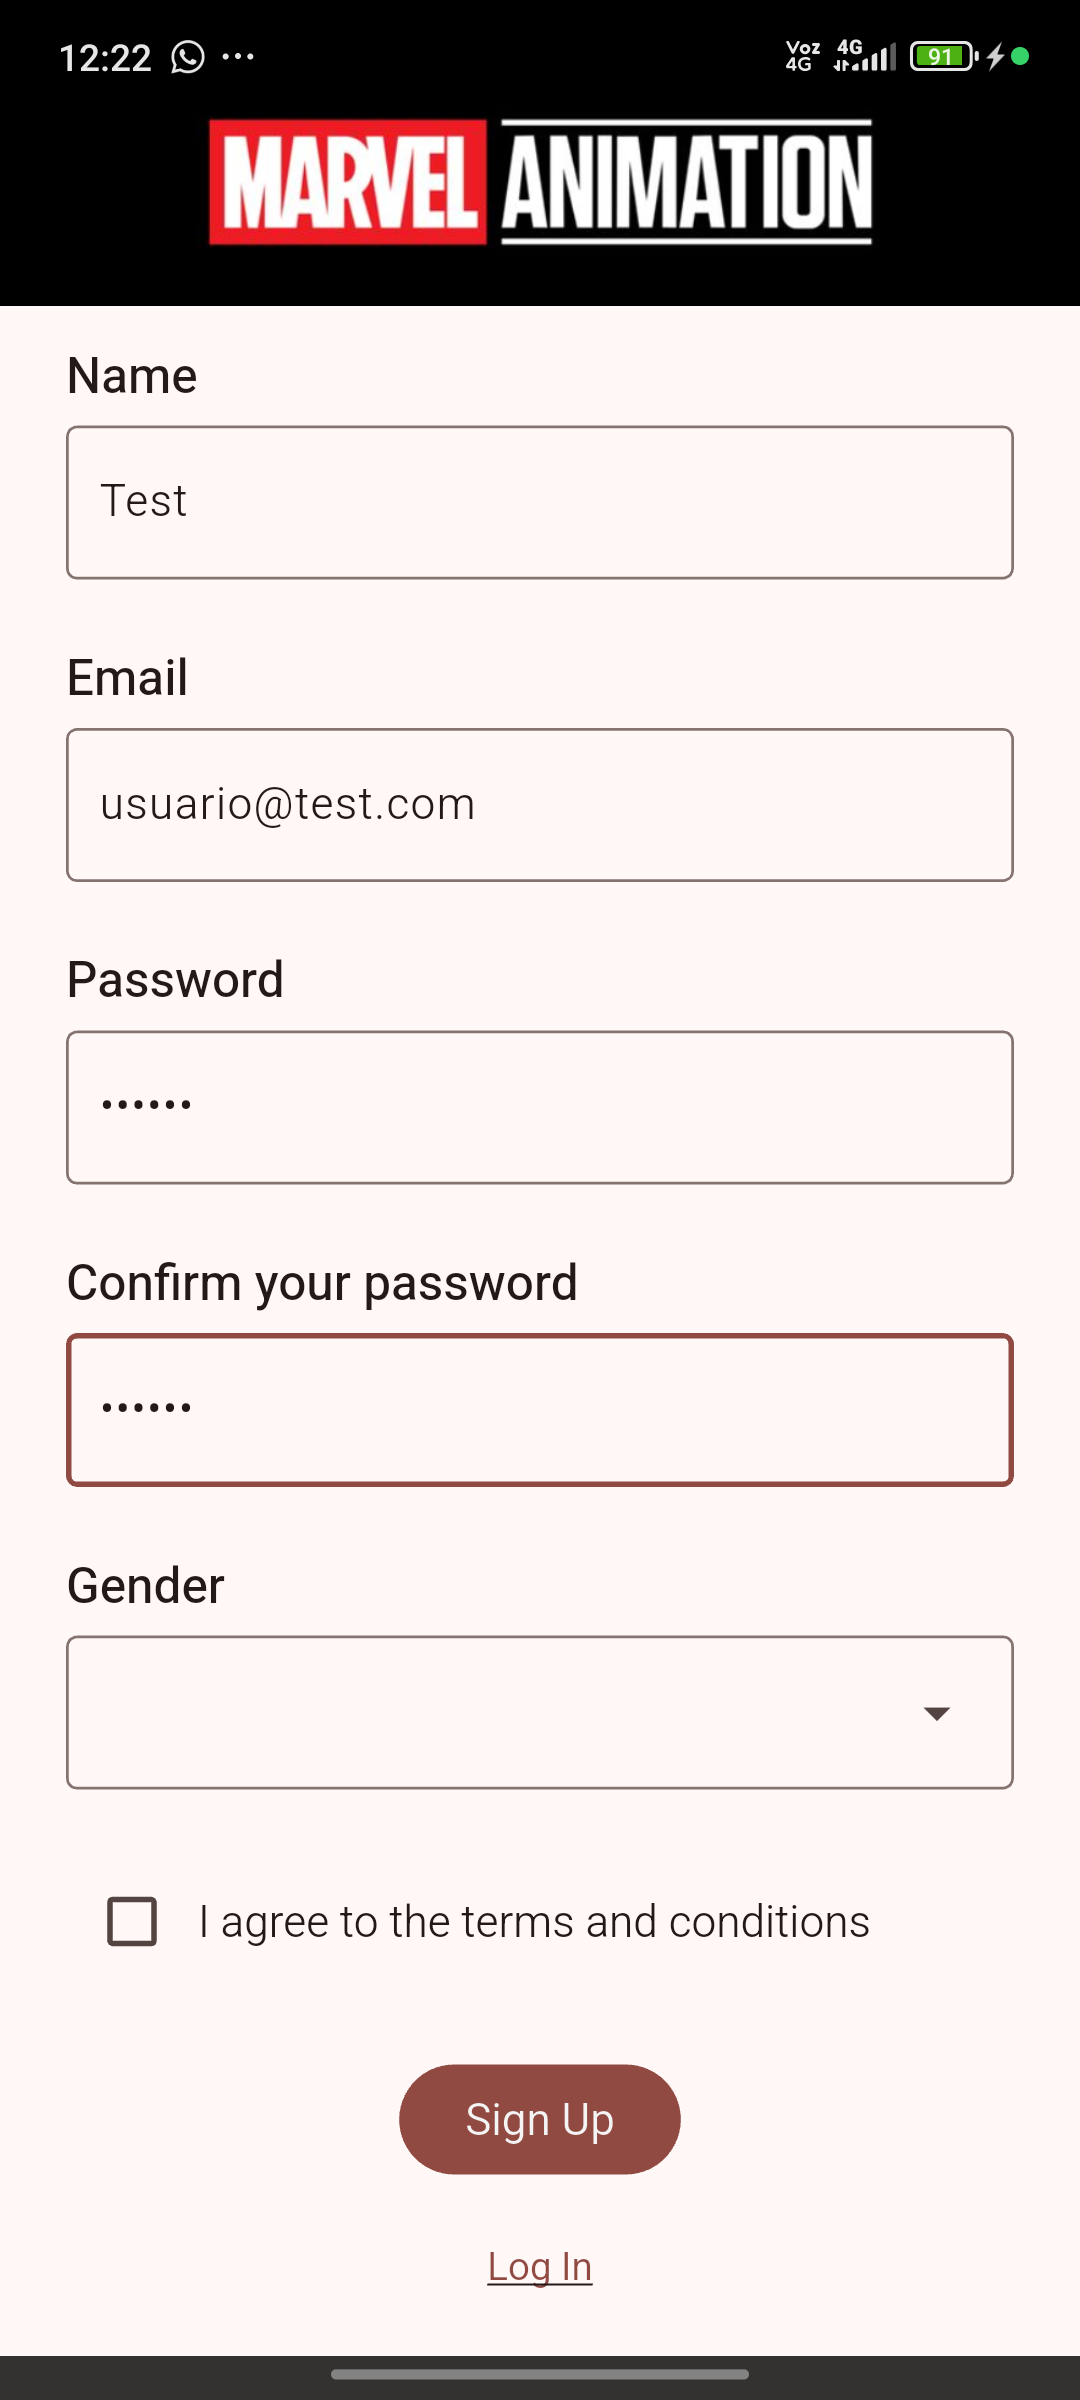 12:22 ... Voz 4G 4G 91
MARVEL ANIMATION
Name
Test
Email
usuario@test.com
Password
••••••
Confirm your password
••••••
Gender
I agree to the terms and conditions
Sign Up
Log In